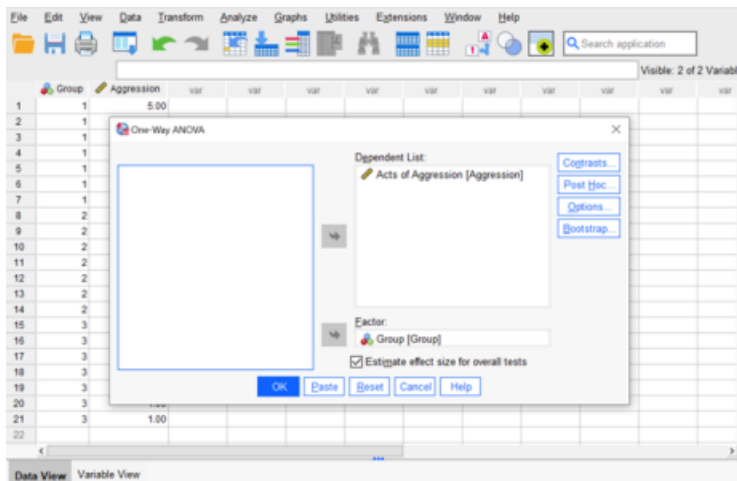 File Edit View Data Transform Analyze Graphs Utilities Extensions Window Help
Search application
Visible: 2 of 2 Variabl
Group Aggression var var var var var var var var var var
1 1 5.00
2 1
3 1
4 1
5 1
6 1
7 1
8 2
9 2
10 2
11 2
12 2
13 2
14 2
15 3
16 3
17 3
18 3
19 3
20 3
21 3 1.00
22
One-Way ANOVA
Dependent List:
Acts of Aggression [Aggression]
Contrasts...
Post Hoc...
Options...
Bootstrap...
Factor:
Group [Group]
Estimate effect size for overall tests
OK Paste Reset Cancel Help
Data View Variable View